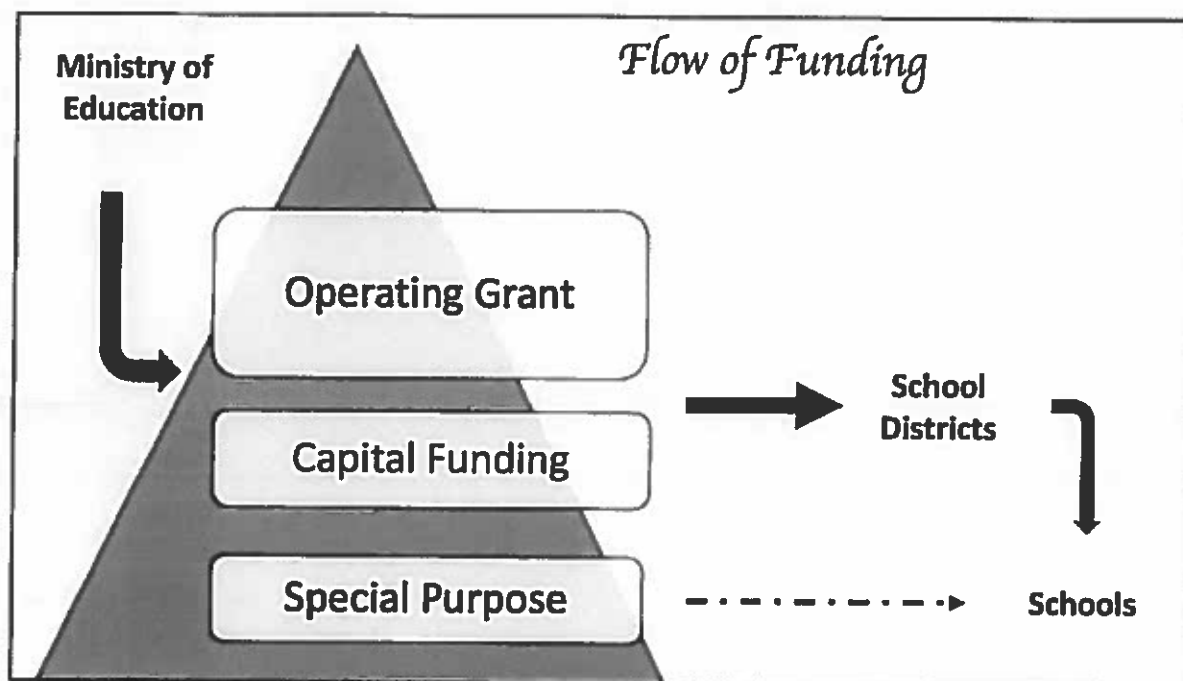 Flow of Funding
Ministry of
Education
Operating Grant
Capital Funding
Special Purpose
School
Districts
Schools